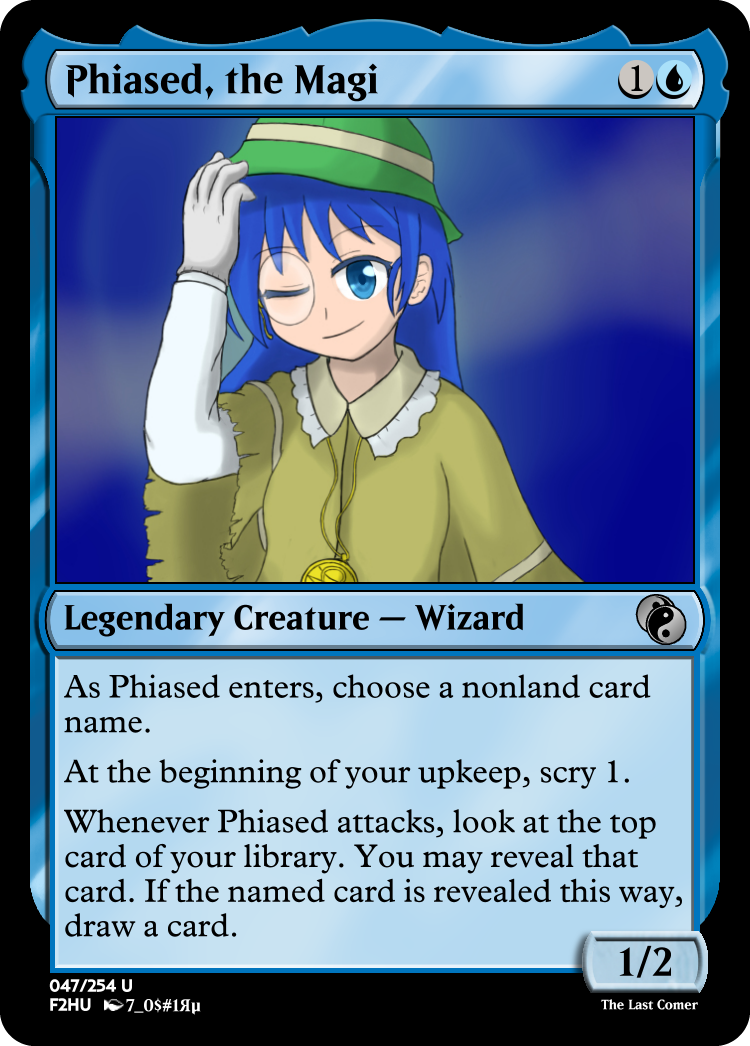 Phiased, the Magi
1
Legendary Creature — Wizard
As Phiased enters, choose a nonland card
name.
At the beginning of your upkeep, scry 1.
Whenever Phiased attacks, look at the top
card of your library. You may reveal that
card. If the named card is revealed this way,
draw a card.
1/2
047/254 U
F2HU 7_0$#1Яµ
The Last Comer